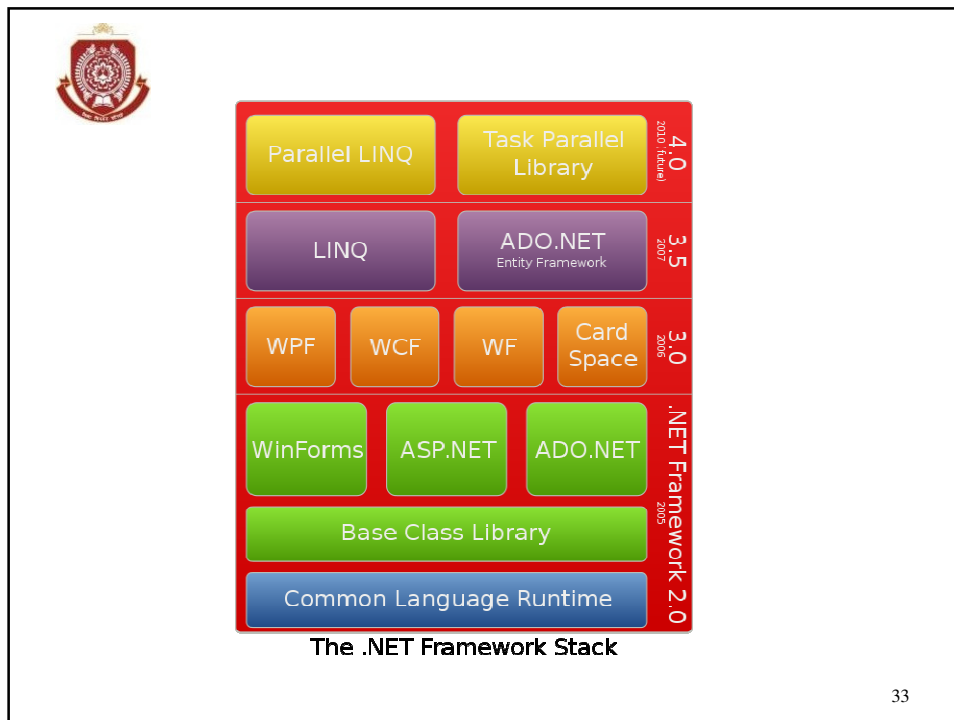 Parallel LINQ
Task Parallel
Library
4.0
2010 (future)
LINQ
ADO.NET
Entity Framework
3.5
2007
WPF
WCF
WF
Card
Space
3.0
2006
WinForms
ASP.NET
ADO.NET
.NET Framework 2.0
2005
Base Class Library
Common Language Runtime
The .NET Framework Stack
33